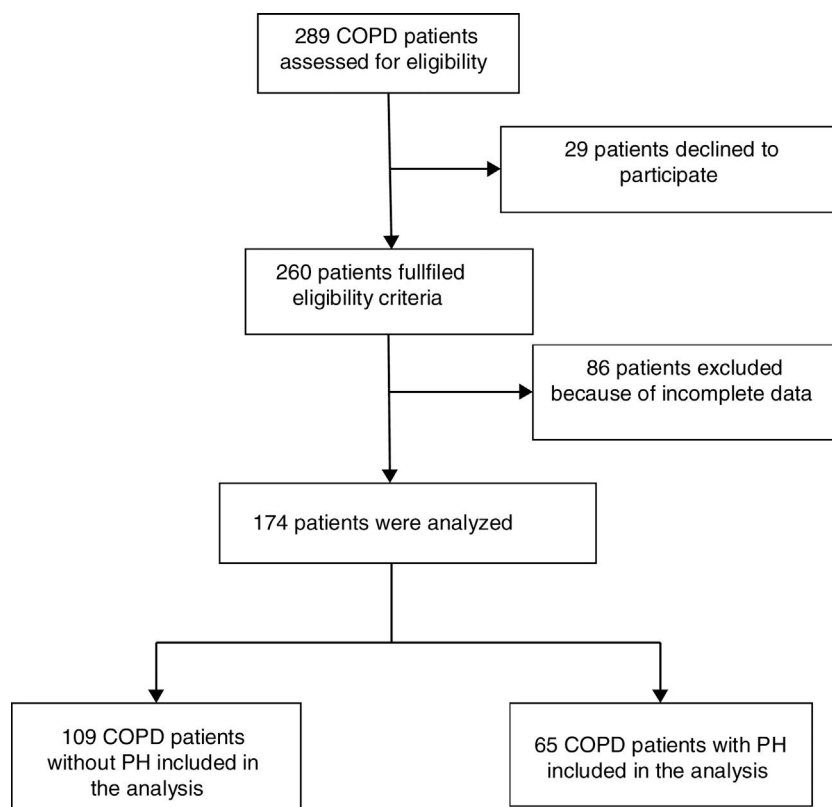 289 COPD patients
assessed for eligibility
29 patients declined to
participate
260 patients fullfiled
eligibility criteria
86 patients excluded
because of incomplete data
174 patients were analyzed
109 COPD patients
without PH included in
the analysis
65 COPD patients with PH
included in the analysis